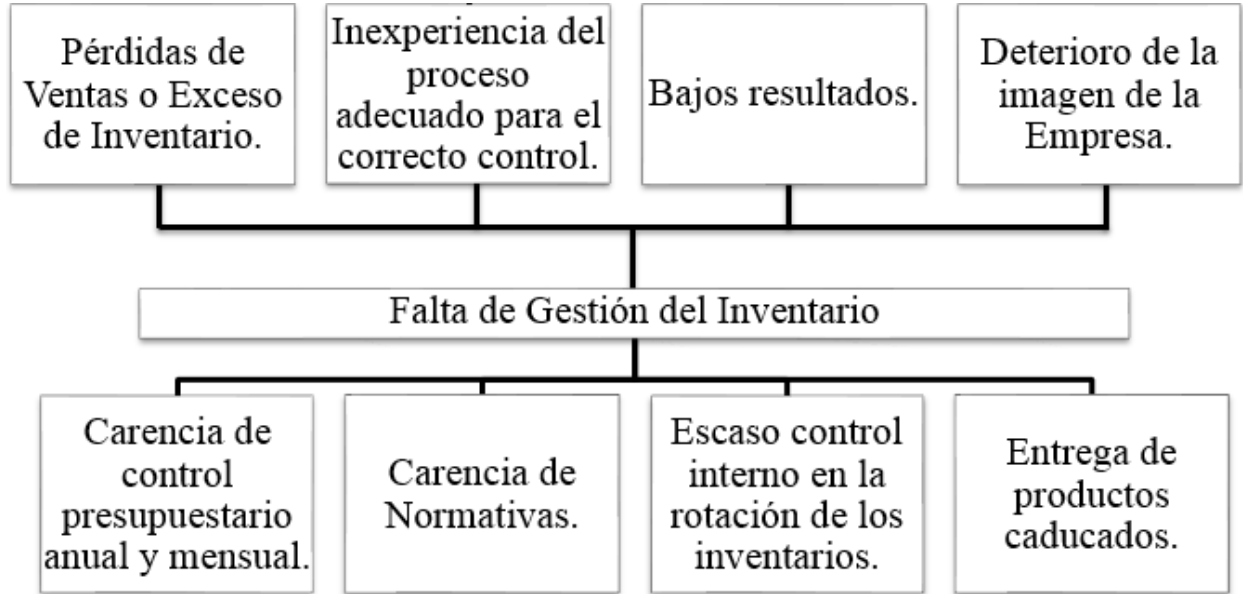 Pérdidas de
Ventas o Exceso
de Inventario.
Inexperiencia del
proceso
adecuado para el
correcto control.
Bajos resultados.
Deterioro de la
imagen de la
Empresa.
Falta de Gestión del Inventario
Carencia de
control
presupuestario
anual y mensual.
Carencia de
Normativas.
Escaso control
interno en la
rotación de los
inventarios.
Entrega de
productos
caducados.